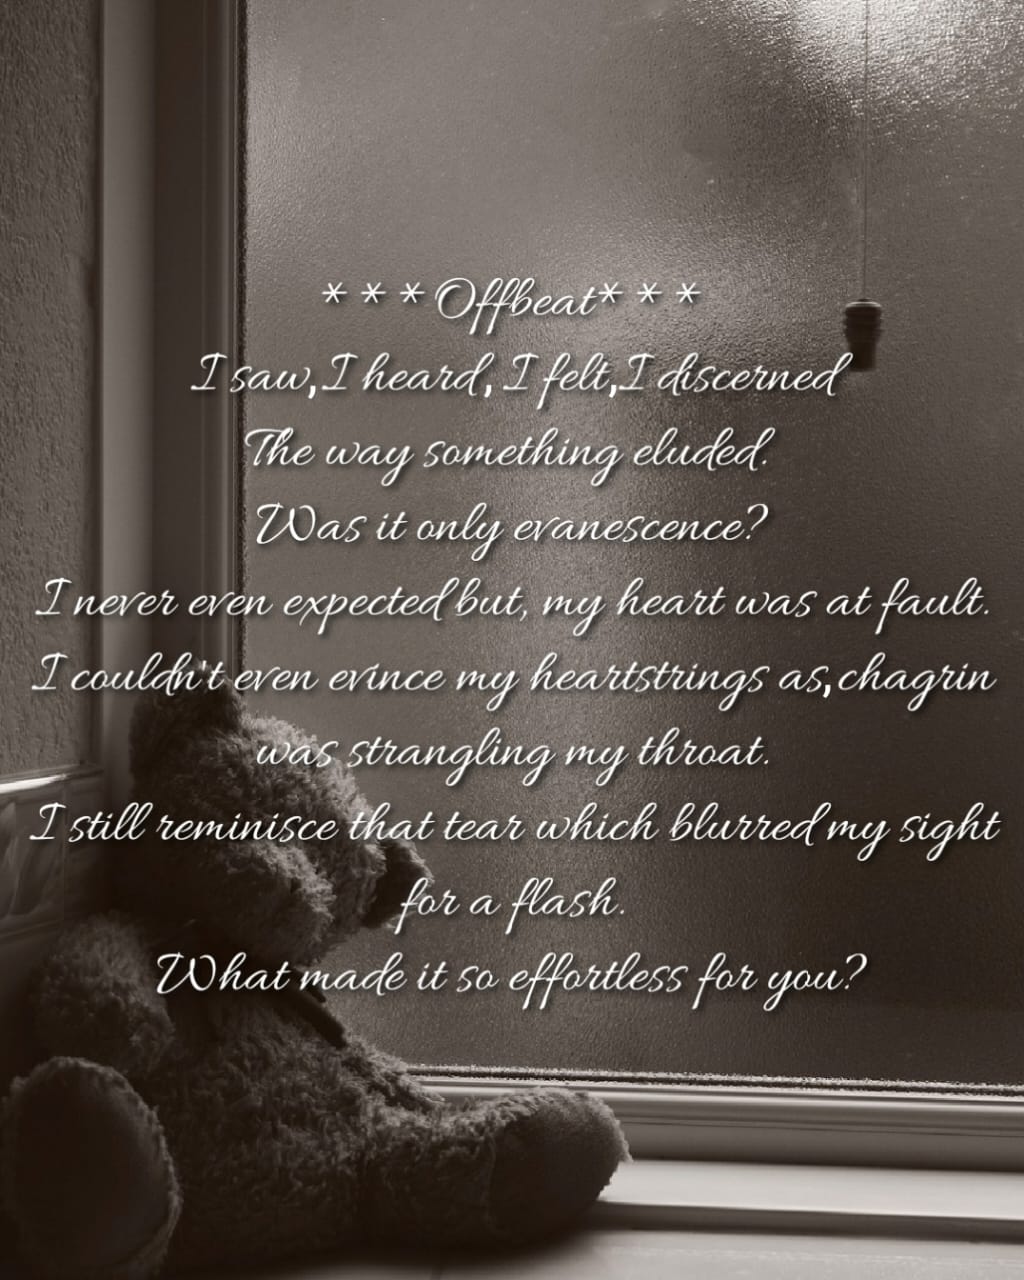 ***Offbeat***
I saw,I heard, I felt,I discerned
The way something eluded.
Was it only evanescence?
I never even expected but, my heart was at fault.
I couldn't even evince my heartstrings as, chagrin
was strangling my throat.
I still reminisce that tear which blurred my sight
for a flash.
What made it so effortless for you?